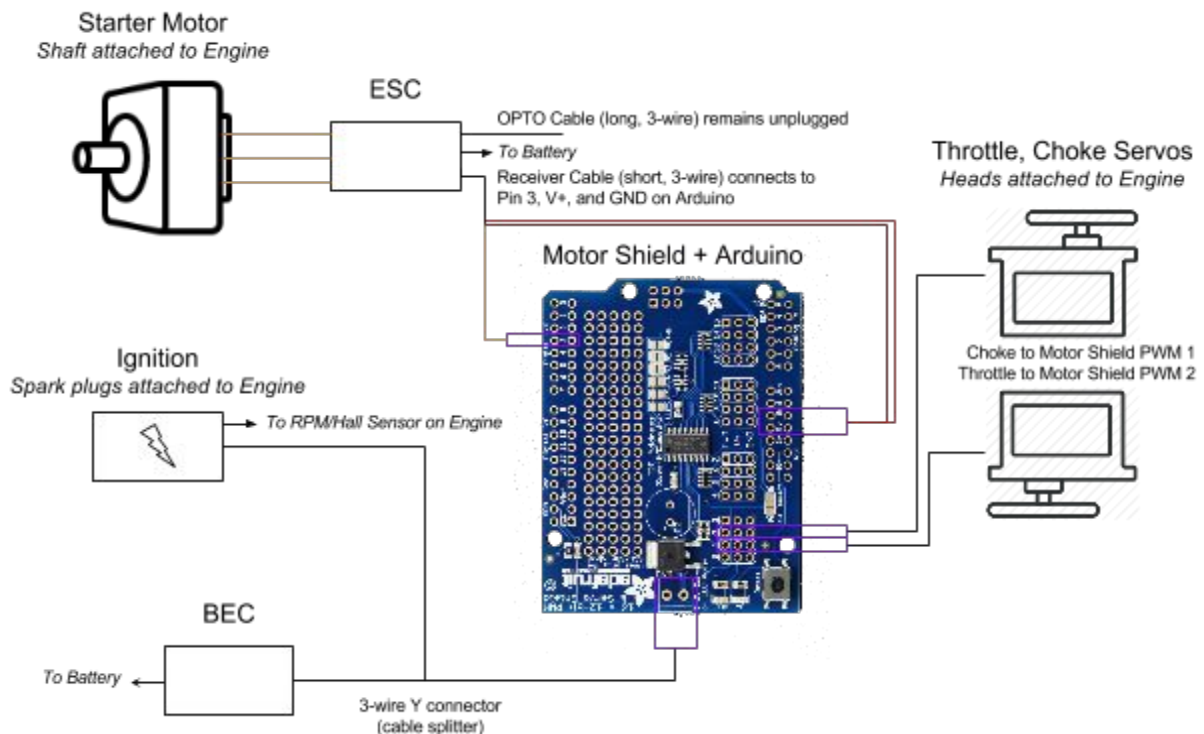 Starter Motor
Shaft attached to Engine
ESC
OPTO Cable (long, 3-wire) remains unplugged
To Battery
Receiver Cable (short, 3-wire) connects to
Pin 3, V+, and GND on Arduino
Throttle, Choke Servos
Heads attached to Engine
Motor Shield + Arduino
Choke to Motor Shield PWM 1
Throttle to Motor Shield PWM 2
Ignition
Spark plugs attached to Engine
To RPM/Hall Sensor on Engine
adafruit
BEC
To Battery
3-wire Y connector
(cable splitter)